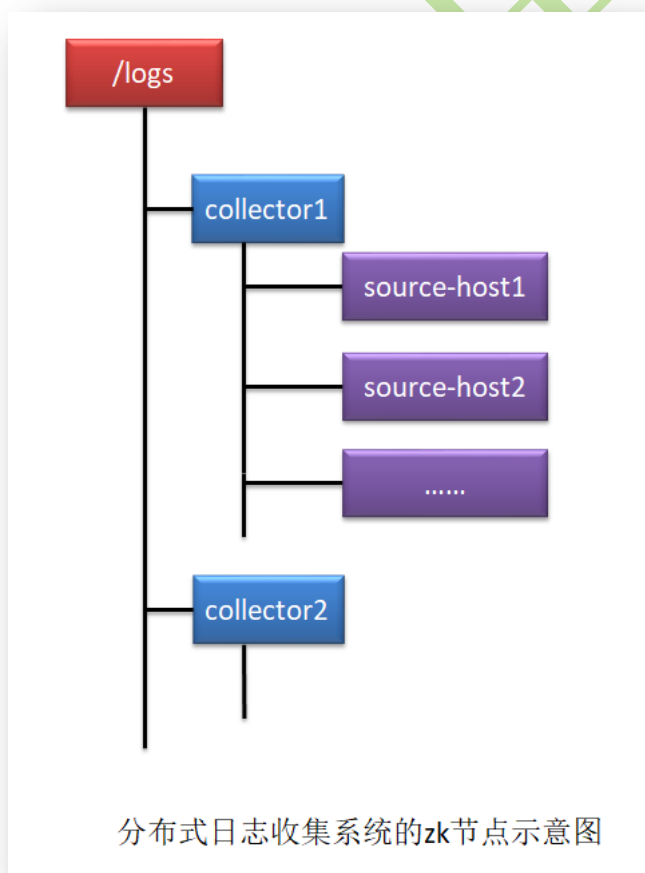 /logs
collector1
source-host1
source-host2
……
collector2
分布式日志收集系统的zk节点示意图